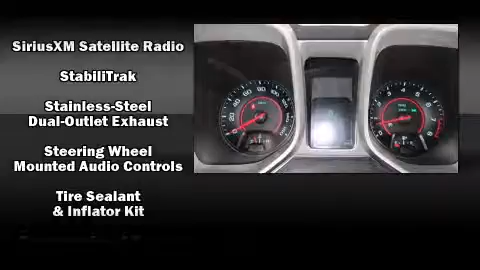 SiriusXM Satellite Radio
StabiliTrak
Stainless-Steel
Dual-Outlet Exhaust
Steering Wheel
Mounted Audio Controls
Tire Sealant
& Inflator Kit